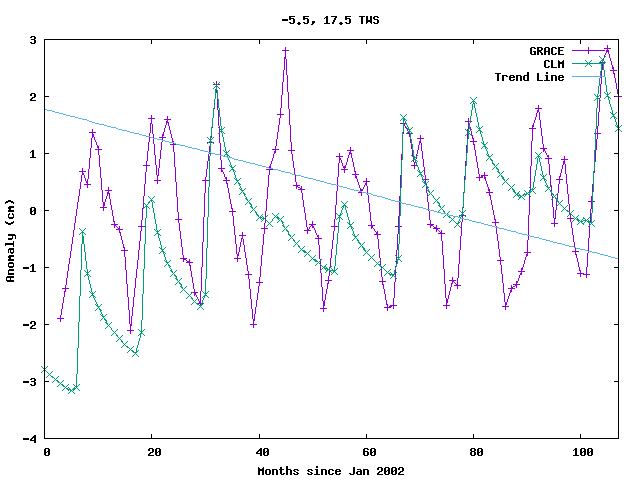 -5.5, 17.5 TWS
GRACE
CLM
Trend Line
3
2
1
0
-1
-2
-3
-4
Anomaly (cm)
0 20 40 60 80 100
Months since Jan 2002